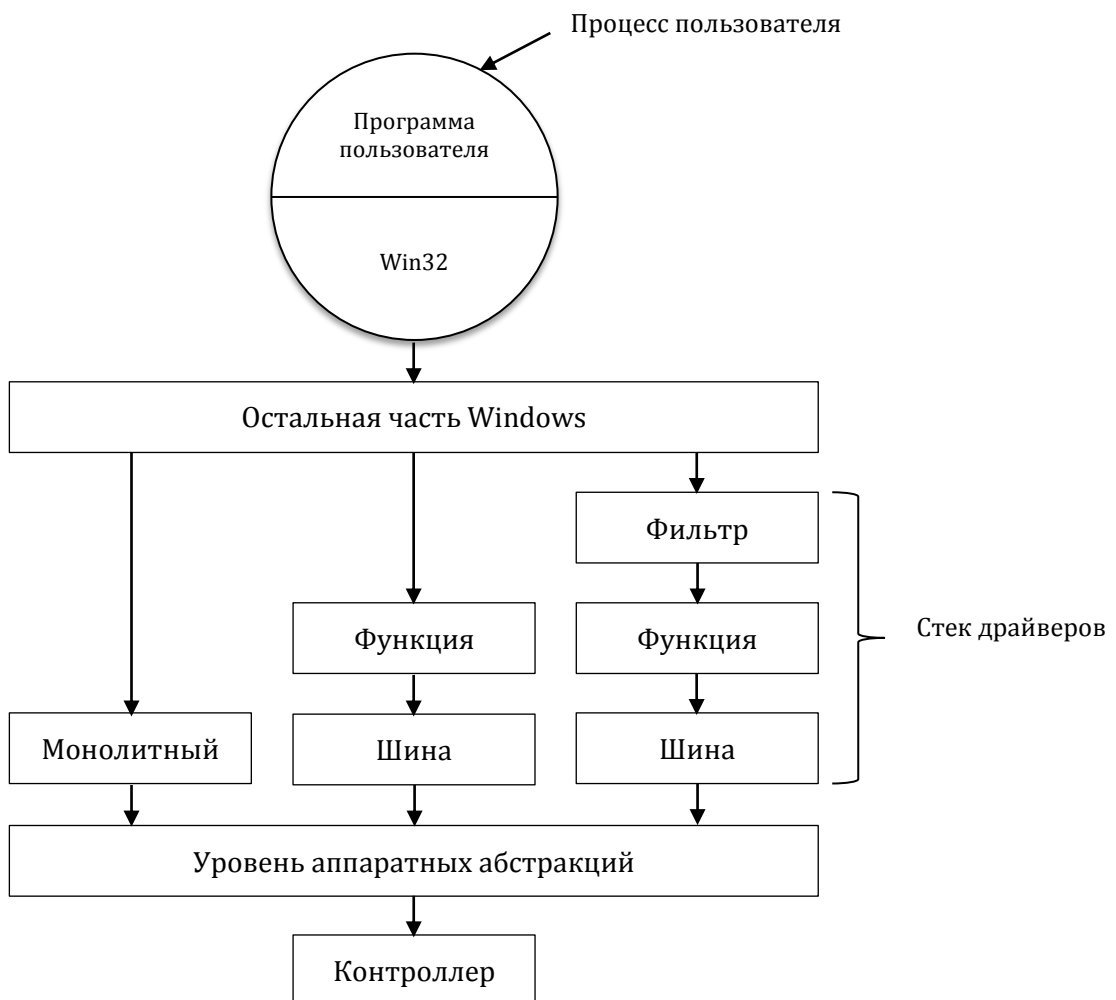 Процесс пользователя
Программа
пользователя
Win32
Остальная часть Windows
Фильтр
Функция
Функция
Стек драйверов
Монолитный
Шина
Шина
Уровень аппаратных абстракций
Контроллер